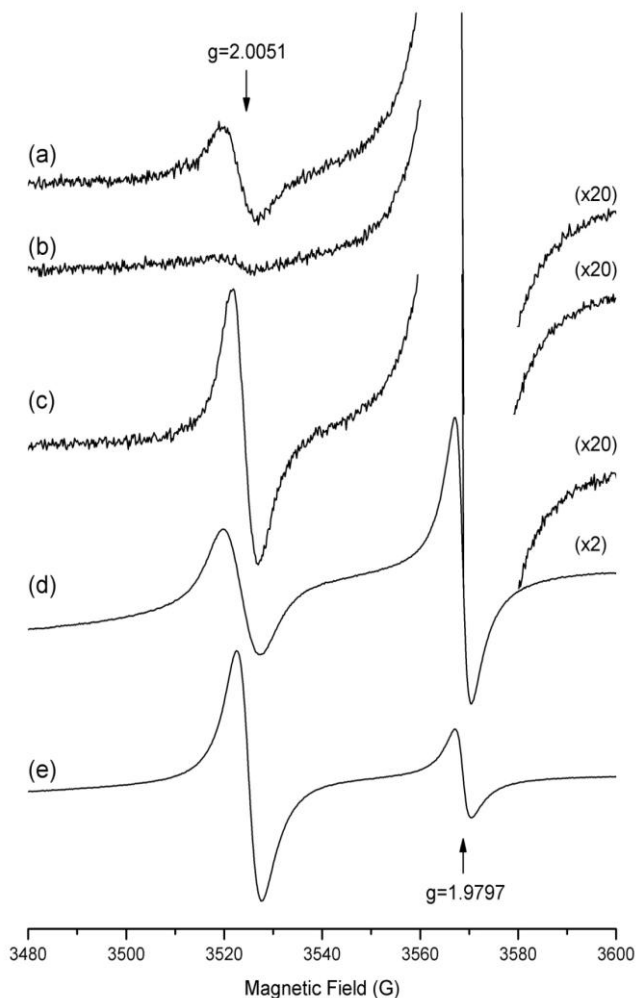 g=2.0051
(a)
(x20)
(b)
(x20)
(c)
(x20)
(x2)
(d)
(e)
g=1.9797
3480 3500 3520 3540 3560 3580 3600
Magnetic Field (G)